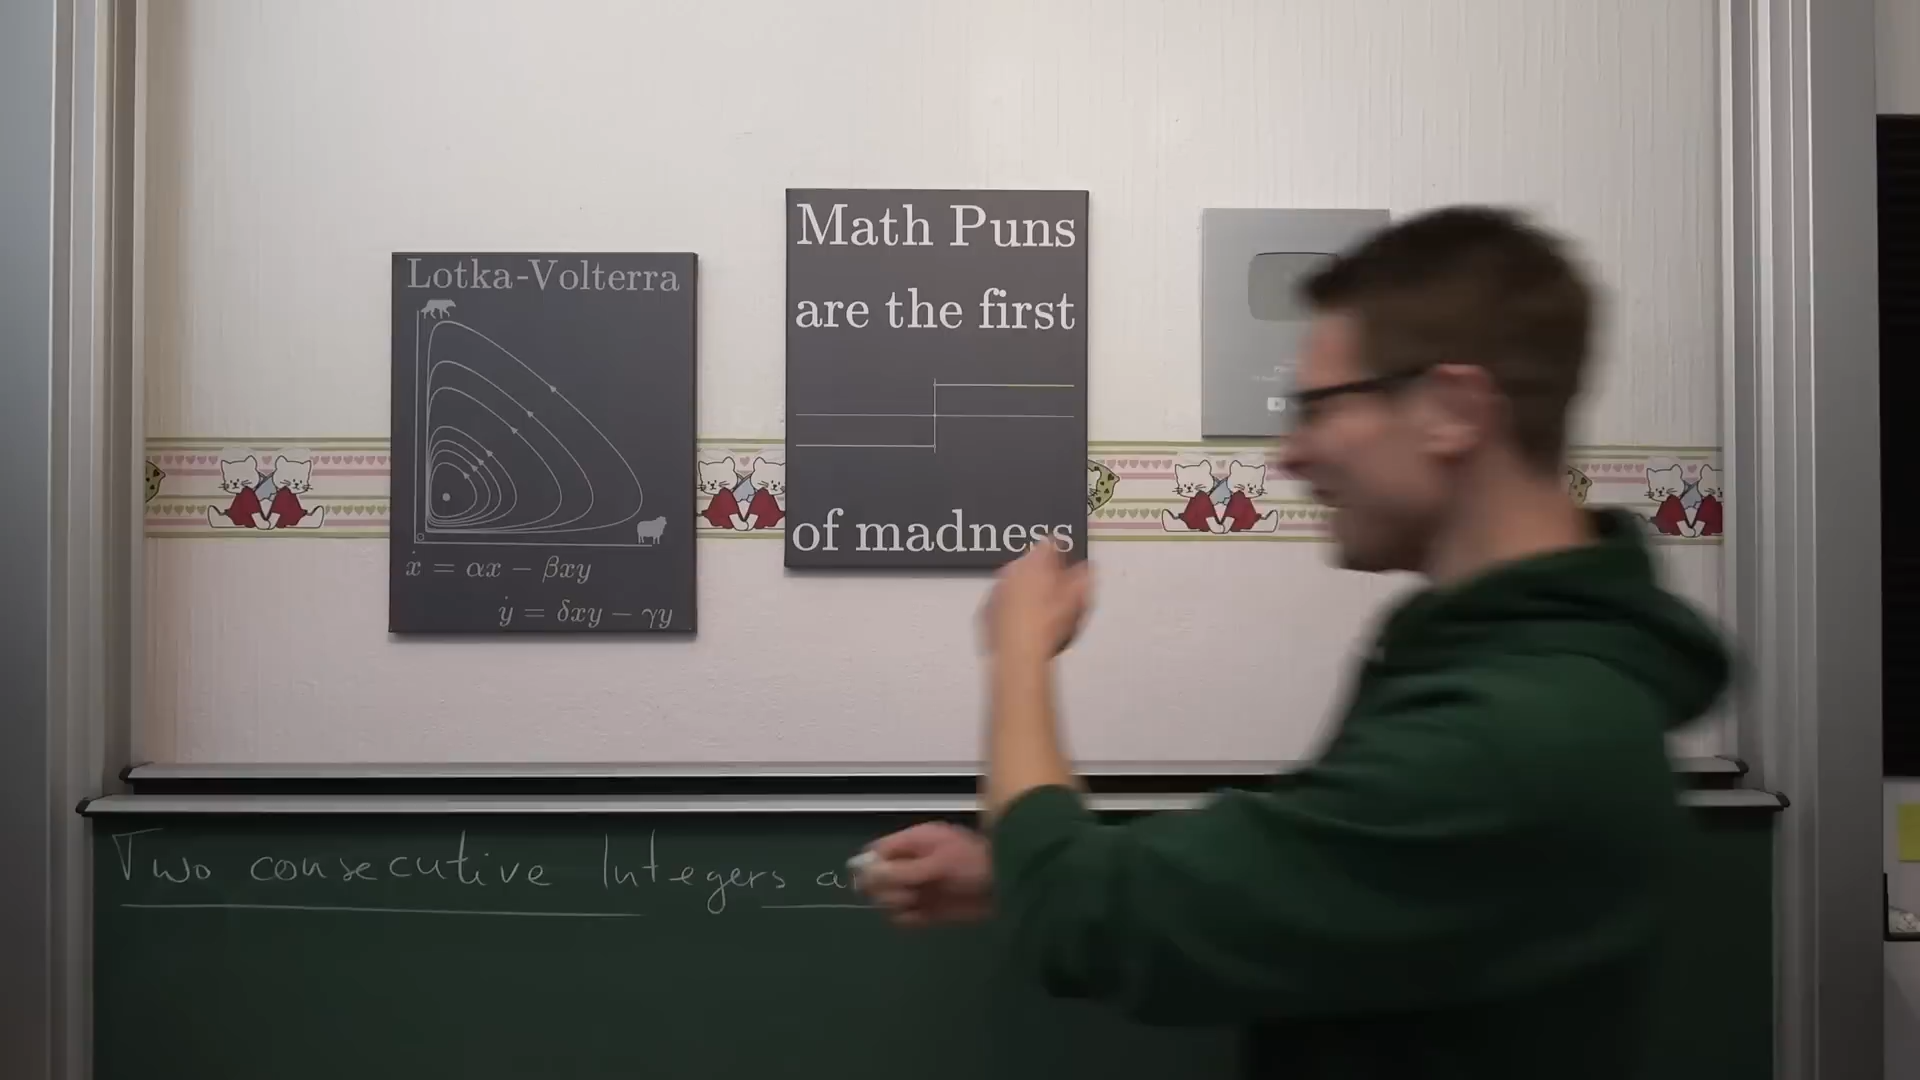 Lotka-Volterra
ẋ = αx − βxy
ẏ = δxy − γy
Math Puns
are the first
of madness
Two consecutive Integers